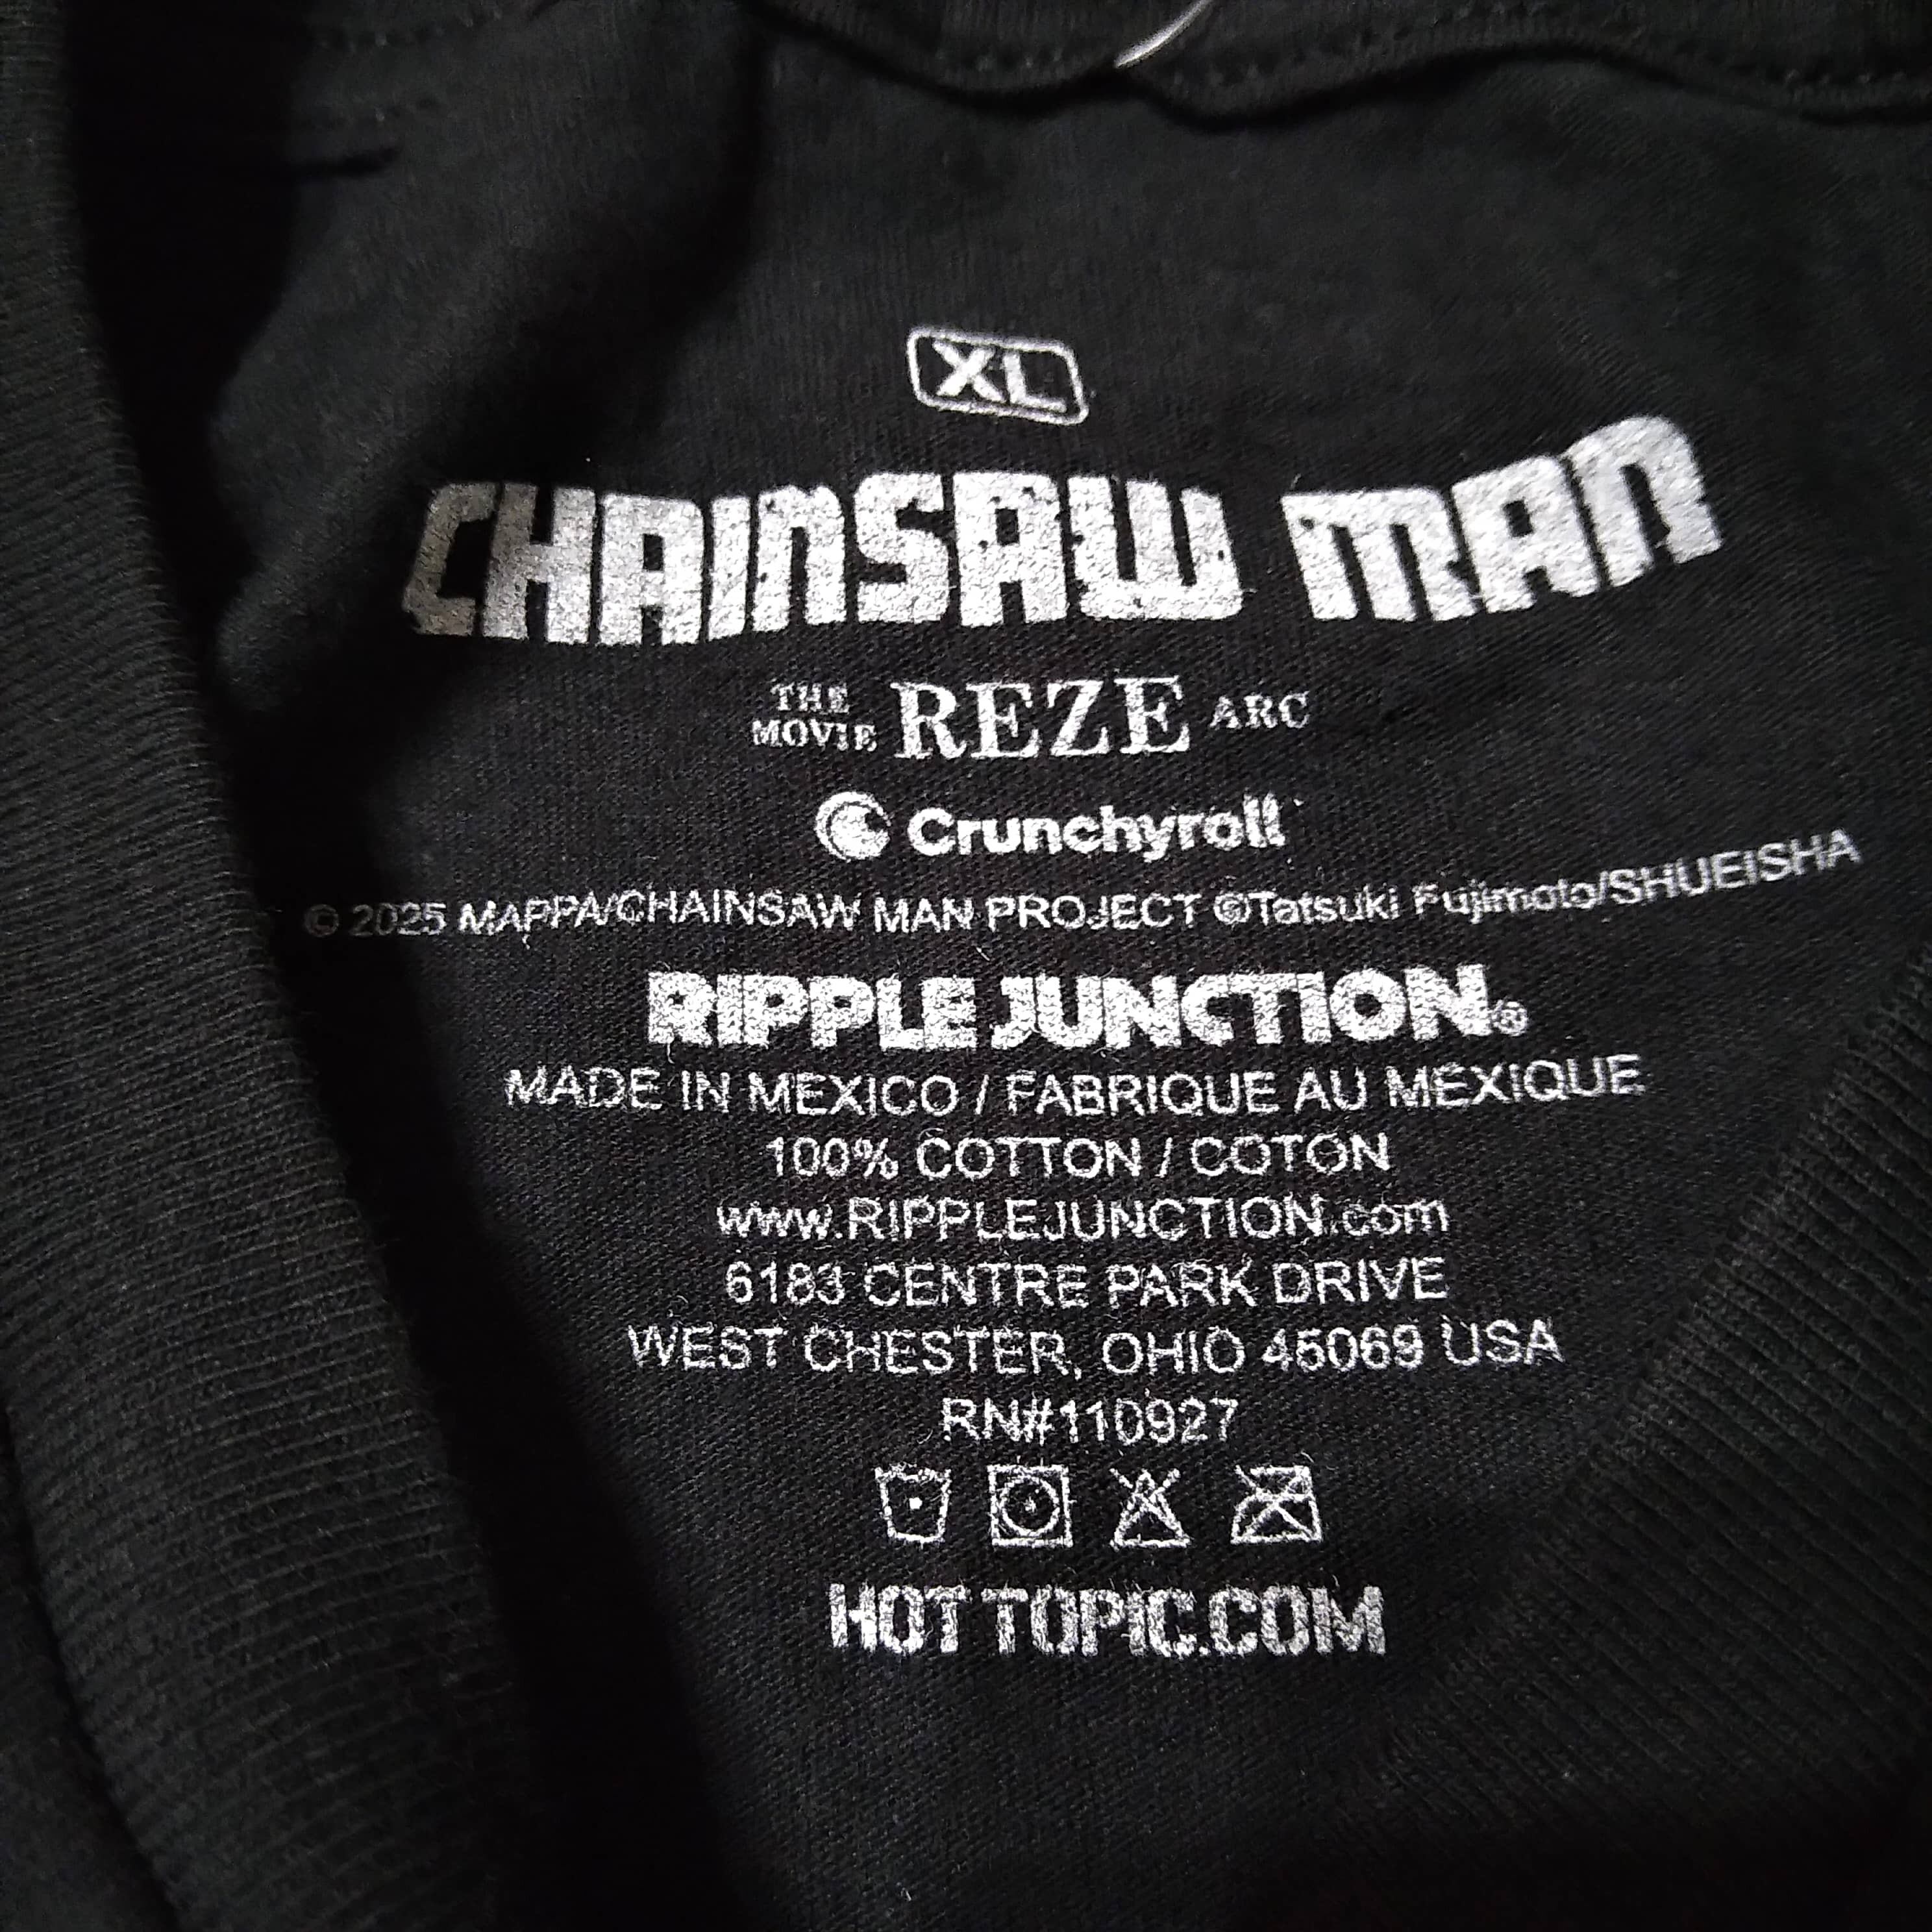 XL
CHAINSAW MAN
THE MOVIE REZE ARC
Crunchyroll
© 2025 MAPPA/CHAINSAW MAN PROJECT ©Tatsuki Fujimoto/SHUEISHA
RIPPLE JUNCTION®
MADE IN MEXICO / FABRIQUE AU MEXIQUE
100% COTTON / COTON
www.RIPPLEJUNCTION.com
6183 CENTRE PARK DRIVE
WEST CHESTER, OHIO 45069 USA
RN#110927
HOT TOPIC.COM